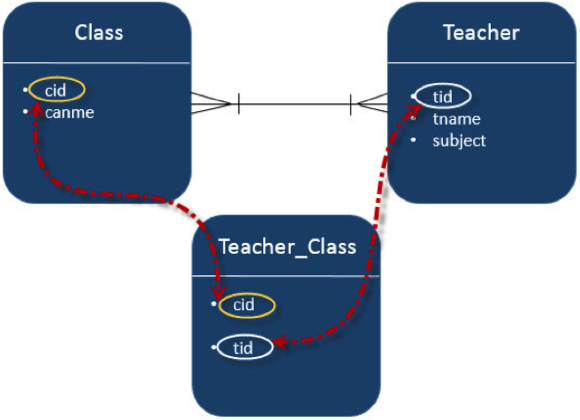 Class
cid
canme
Teacher
tid
tname
subject
Teacher_Class
cid
tid